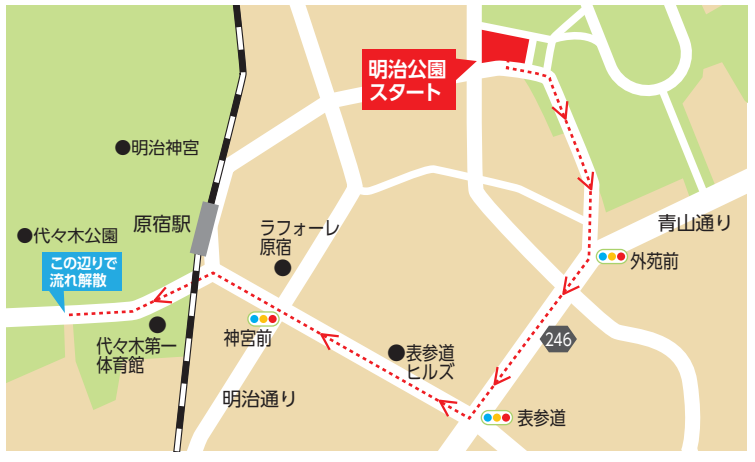 明治公園
スタート
明治神宮
原宿駅
代々木公園
この辺りで
流れ解散
ラフォーレ
原宿
青山通り
外苑前
246
代々木第一
体育館
神宮前
表参道
ヒルズ
明治通り
表参道